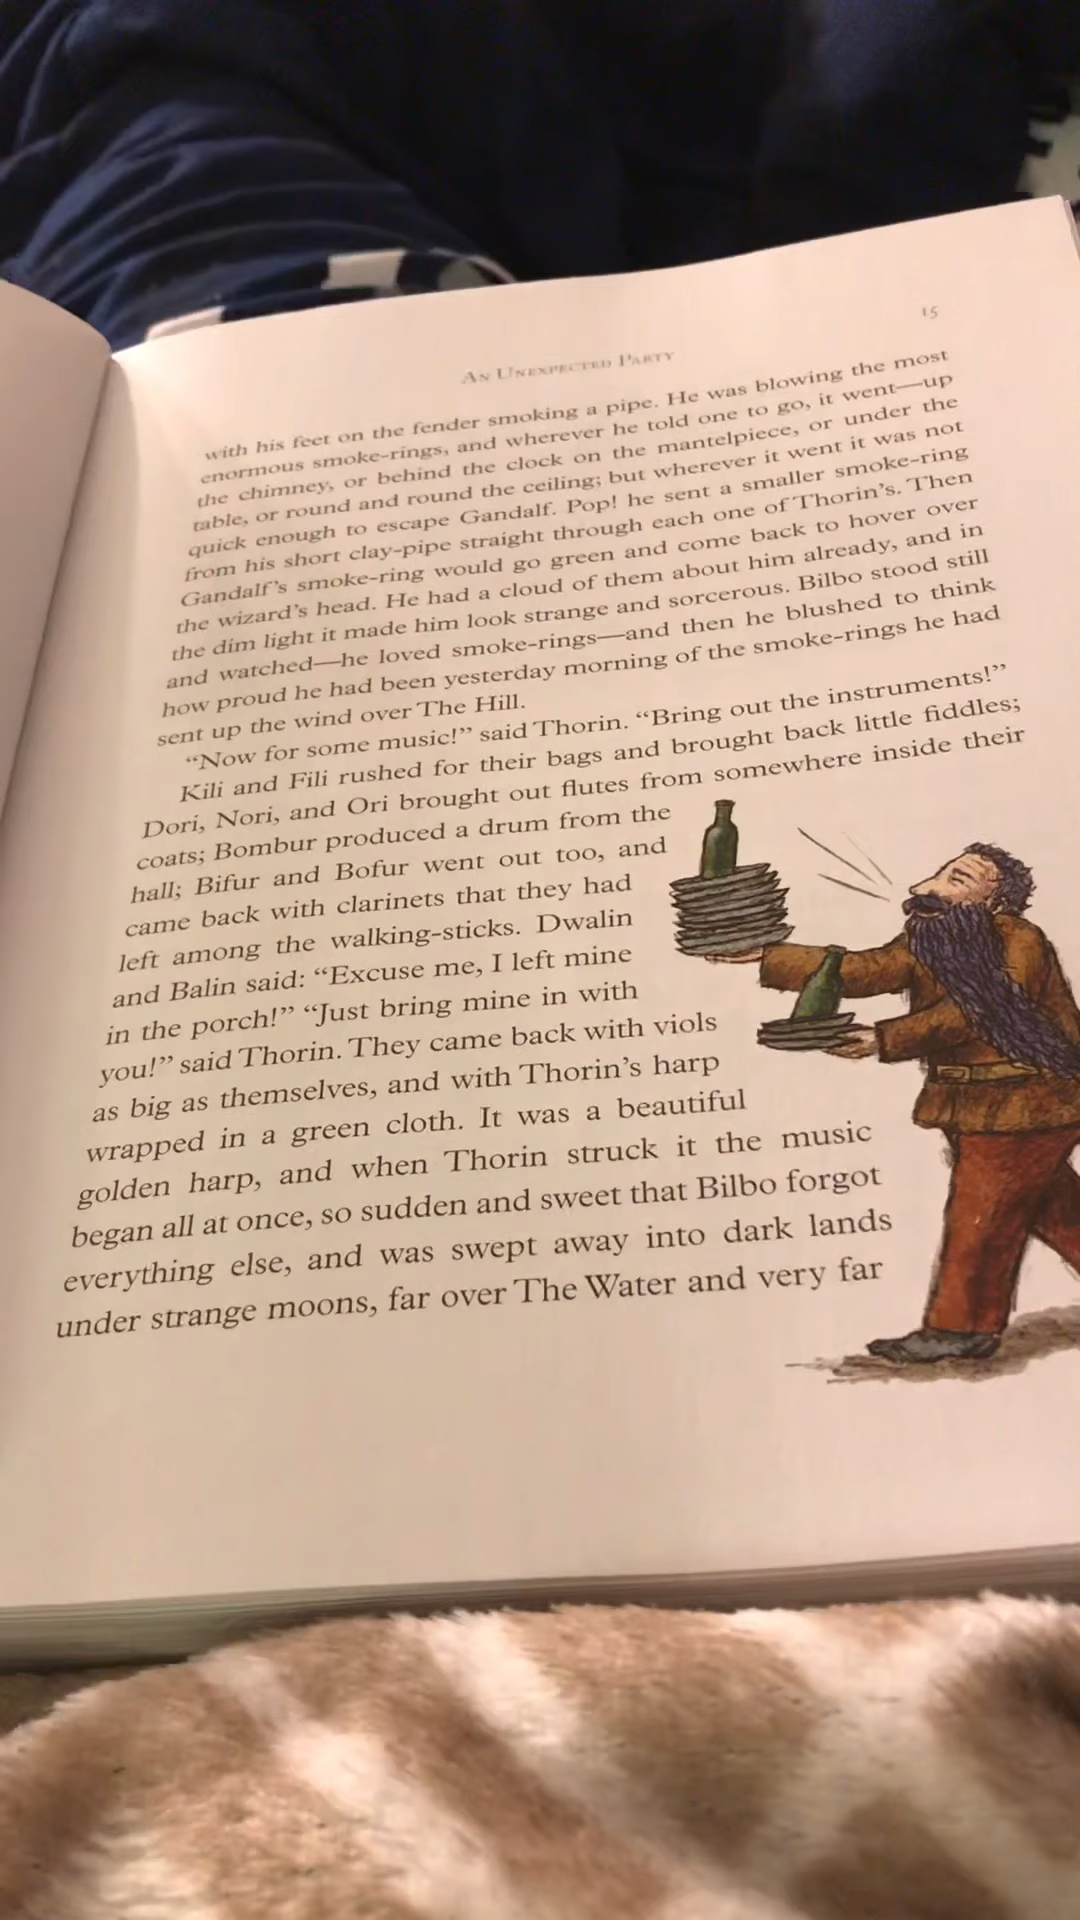 15
An Unexpected Party
with his feet on the fender smoking a pipe. He was blowing the most
enormous smoke-rings, and wherever he told one to go, it went—up
the chimney, or behind the clock on the mantelpiece, or under the
table, or round and round the ceiling; but wherever it went it was not
quick enough to escape Gandalf. Pop! he sent a smaller smoke-ring
from his short clay-pipe straight through each one of Thorin's. Then
Gandalf's smoke-ring would go green and come back to hover over
the wizard's head. He had a cloud of them about him already, and in
the dim light it made him look strange and sorcerous. Bilbo stood still
and watched—he loved smoke-rings—and then he blushed to think
how proud he had been yesterday morning of the smoke-rings he had
sent up the wind over The Hill.
“Now for some music!” said Thorin. “Bring out the instruments!”
Kili and Fili rushed for their bags and brought back little fiddles;
Dori, Nori, and Ori brought out flutes from somewhere inside their
coats; Bombur produced a drum from the
hall; Bifur and Bofur went out too, and
came back with clarinets that they had
left among the walking-sticks. Dwalin
and Balin said: “Excuse me, I left mine
in the porch!” “Just bring mine in with
you!” said Thorin. They came back with viols
as big as themselves, and with Thorin's harp
wrapped in a green cloth. It was a beautiful
golden harp, and when Thorin struck it the music
began all at once, so sudden and sweet that Bilbo forgot
everything else, and was swept away into dark lands
under strange moons, far over The Water and very far